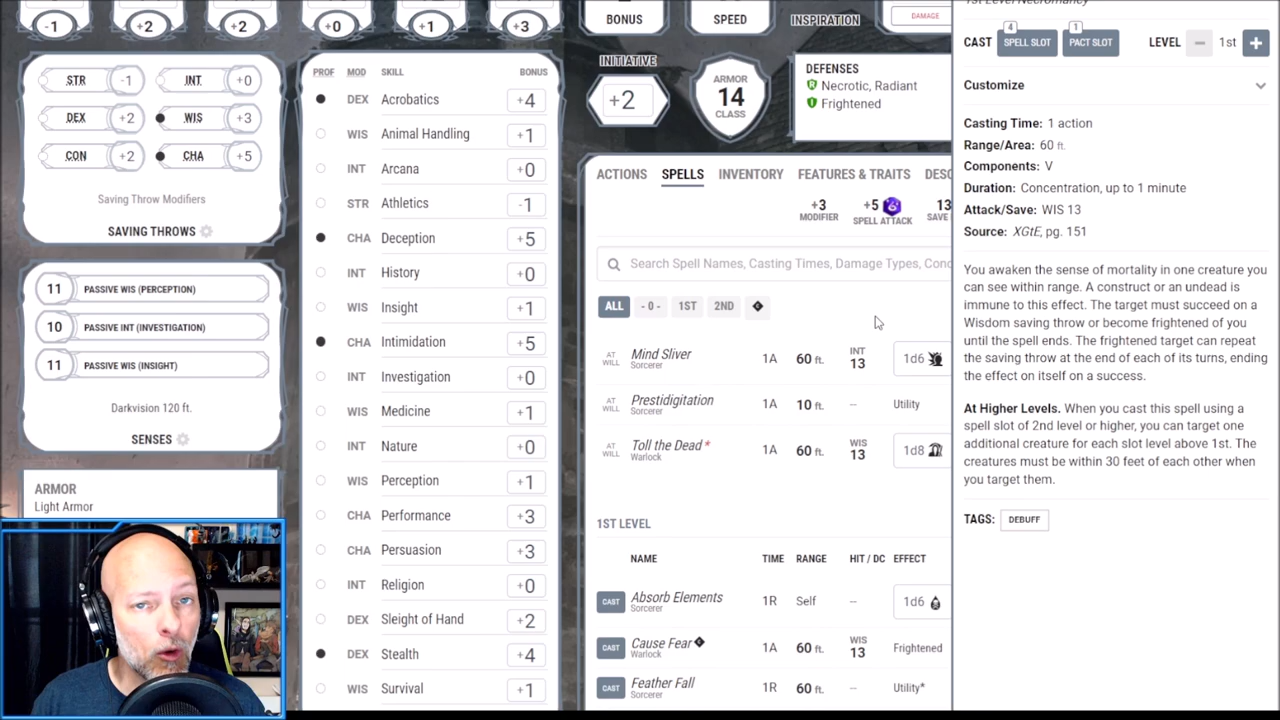 -1
+2
+2
+0
+1
+3
BONUS
SPEED
INSPIRATION
DAMAGE
STR -1 INT +0
DEX +2 WIS +3
CON +2 CHA +5
Saving Throw Modifiers
SAVING THROWS
11 PASSIVE WIS (PERCEPTION)
10 PASSIVE INT (INVESTIGATION)
11 PASSIVE WIS (INSIGHT)
Darkvision 120 ft.
SENSES
ARMOR
Light Armor
PROF MOD SKILL BONUS
DEX Acrobatics +4
WIS Animal Handling +1
INT Arcana +0
STR Athletics -1
CHA Deception +5
INT History +0
WIS Insight +1
CHA Intimidation +5
INT Investigation +0
WIS Medicine +1
INT Nature +0
WIS Perception +1
CHA Performance +3
CHA Persuasion +3
INT Religion +0
DEX Sleight of Hand +2
DEX Stealth +4
WIS Survival +1
INITIATIVE
+2
ARMOR
14
CLASS
DEFENSES
Necrotic, Radiant
Frightened
ACTIONS SPELLS INVENTORY FEATURES & TRAITS DESC
+3 +5 13
MODIFIER SPELL ATTACK SAVE
Search Spell Names, Casting Times, Damage Types, Conc
ALL - 0 - 1ST 2ND
AT WILL Mind Sliver 1A 60 ft. INT 13 1d6
Sorcerer
AT WILL Prestidigitation 1A 10 ft. -- Utility
Sorcerer
AT WILL Toll the Dead * 1A 60 ft. WIS 13 1d8
Warlock
1ST LEVEL
NAME TIME RANGE HIT / DC EFFECT
CAST Absorb Elements 1R Self -- 1d6
Sorcerer
CAST Cause Fear 1A 60 ft. WIS 13 Frightened
Warlock
CAST Feather Fall 1R 60 ft. -- Utility*
Sorcerer
1st Level Necromancy
4 1
CAST SPELL SLOT PACT SLOT LEVEL − 1st +
Customize
Casting Time: 1 action
Range/Area: 60 ft.
Components: V
Duration: Concentration, up to 1 minute
Attack/Save: WIS 13
Source: XGtE, pg. 151
You awaken the sense of mortality in one creature you
can see within range. A construct or an undead is
immune to this effect. The target must succeed on a
Wisdom saving throw or become frightened of you
until the spell ends. The frightened target can repeat
the saving throw at the end of each of its turns, ending
the effect on itself on a success.
At Higher Levels. When you cast this spell using a
spell slot of 2nd level or higher, you can target one
additional creature for each slot level above 1st. The
creatures must be within 30 feet of each other when
you target them.
TAGS: DEBUFF